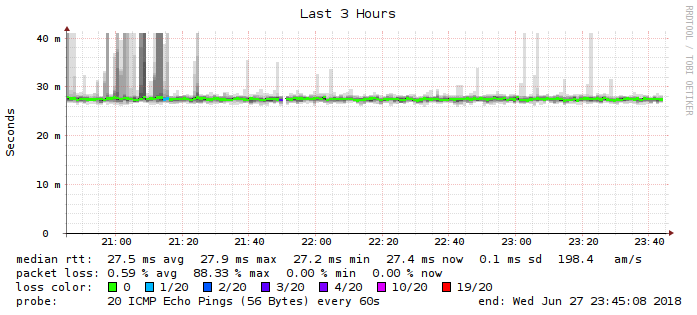 Last 3 Hours
RRDTOOL / TOBI OETIKER
Seconds
40 m
30 m
20 m
10 m
0
21:00 21:20 21:40 22:00 22:20 22:40 23:00 23:20 23:40
median rtt: 27.5 ms avg 27.9 ms max 27.2 ms min 27.4 ms now 0.1 ms sd 198.4 am/s
packet loss: 0.59 % avg 88.33 % max 0.00 % min 0.00 % now
loss color: 0 1/20 2/20 3/20 4/20 10/20 19/20
probe: 20 ICMP Echo Pings (56 Bytes) every 60s end: Wed Jun 27 23:45:08 2018